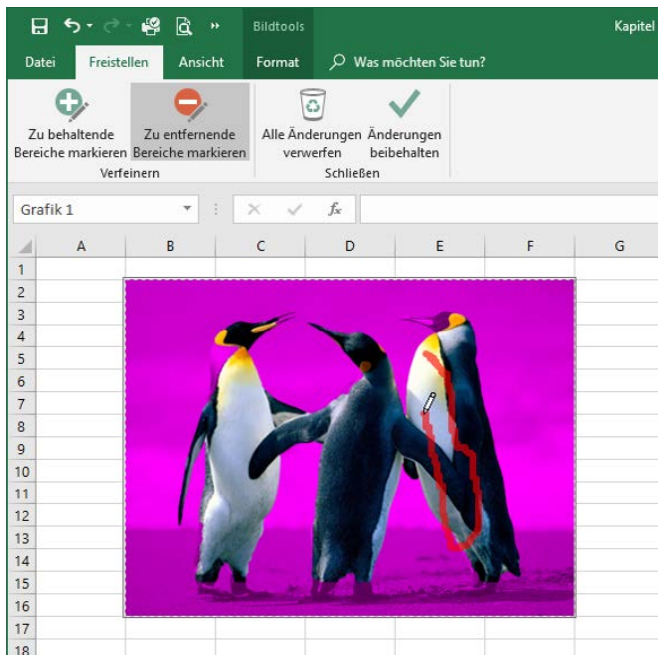 Bildtools
Kapitel
Datei Freistellen Ansicht Format Was möchten Sie tun?
Zu behaltende Zu entfernende Alle Änderungen Änderungen
Bereiche markieren Bereiche markieren verwerfen beibehalten
Verfeinern Schließen
Grafik 1 fx
A B C D E F G
1
2
3
4
5
6
7
8
9
10
11
12
13
14
15
16
17
18